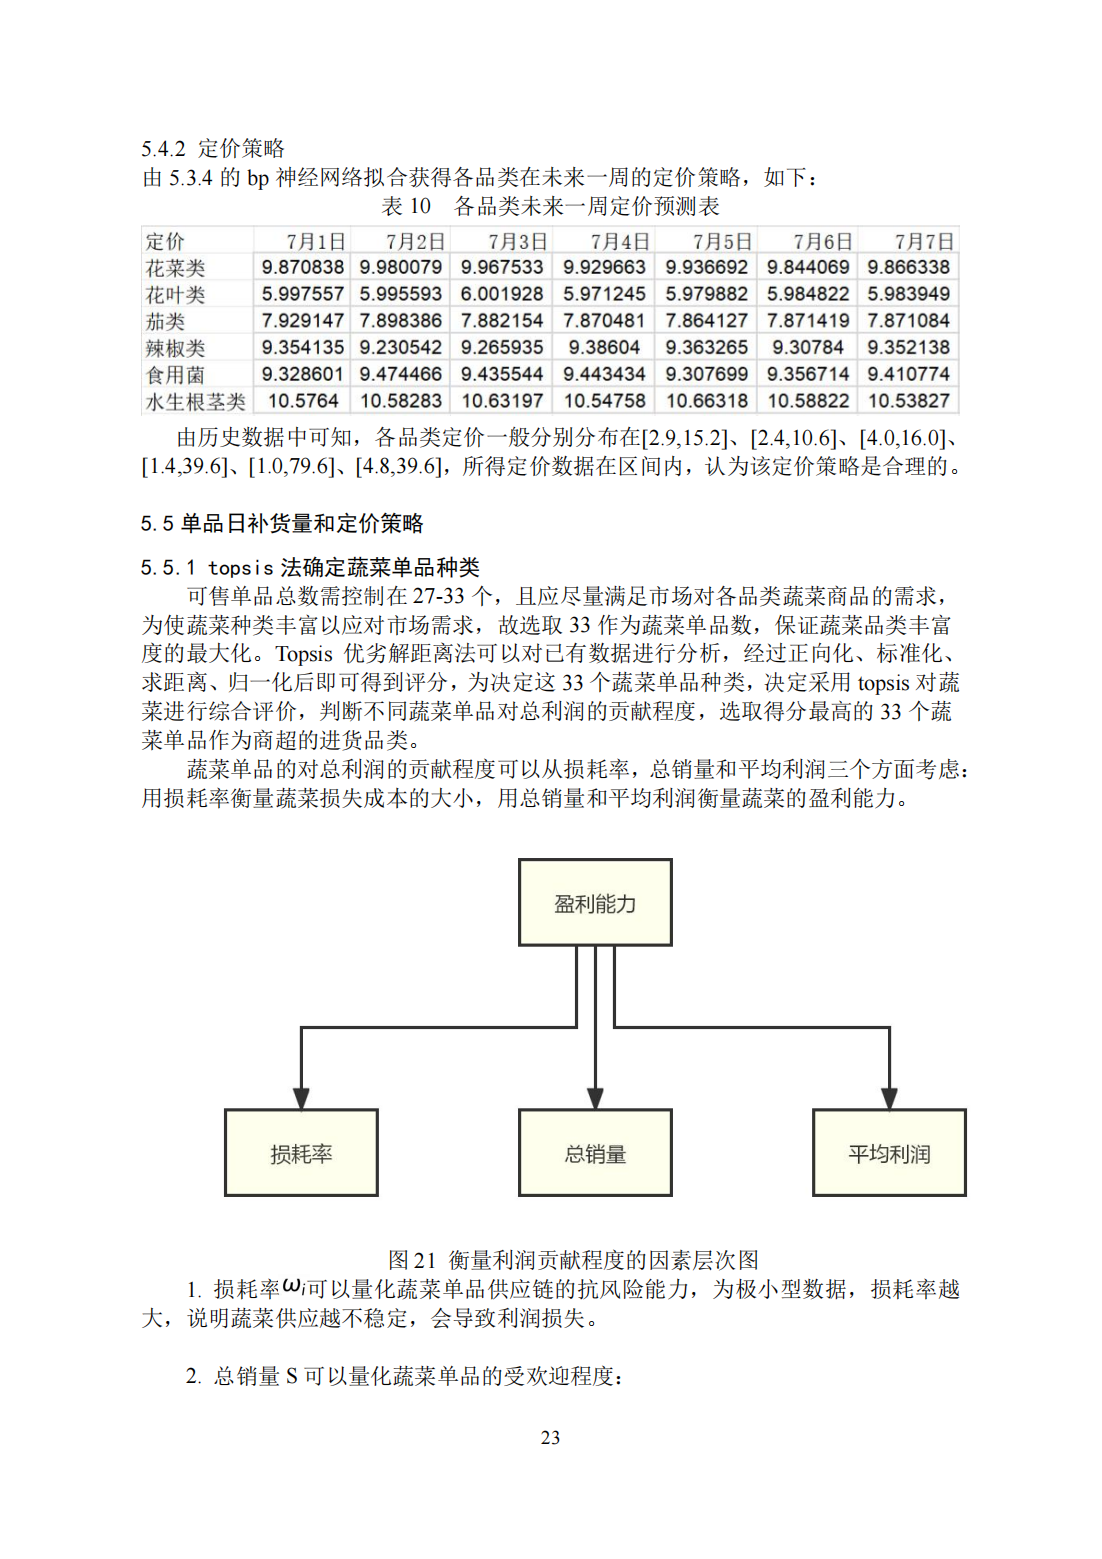 5.4.2 定价策略
由 5.3.4 的 bp 神经网络拟合获得各品类在未来一周的定价策略，如下：
表 10 各品类未来一周定价预测表
定价 7月1日 7月2日 7月3日 7月4日 7月5日 7月6日 7月7日
花菜类 9.870838 9.980079 9.967533 9.929663 9.936692 9.844069 9.866338
花叶类 5.997557 5.995593 6.001928 5.971245 5.979882 5.984822 5.983949
茄类 7.929147 7.898386 7.882154 7.870481 7.864127 7.871419 7.871084
辣椒类 9.354135 9.230542 9.265935 9.38604 9.363265 9.30784 9.352138
食用菌 9.328601 9.474466 9.435544 9.443434 9.307699 9.356714 9.410774
水生根茎类 10.5764 10.58283 10.63197 10.54758 10.66318 10.58822 10.53827
由历史数据中可知，各品类定价一般分别分布在[2.9,15.2]、[2.4,10.6]、[4.0,16.0]、
[1.4,39.6]、[1.0,79.6]、[4.8,39.6]，所得定价数据在区间内，认为该定价策略是合理的。
5.5 单品日补货量和定价策略
5.5.1 topsis 法确定蔬菜单品种类
可售单品总数需控制在 27-33 个，且应尽量满足市场对各品类蔬菜商品的需求，
为使蔬菜种类丰富以应对市场需求，故选取 33 作为蔬菜单品数，保证蔬菜品类丰富
度的最大化。Topsis 优劣解距离法可以对已有数据进行分析，经过正向化、标准化、
求距离、归一化后即可得到评分，为决定这 33 个蔬菜单品种类，决定采用 topsis 对蔬
菜进行综合评价，判断不同蔬菜单品对总利润的贡献程度，选取得分最高的 33 个蔬
菜单品作为商超的进货品类。
蔬菜单品的对总利润的贡献程度可以从损耗率，总销量和平均利润三个方面考虑：
用损耗率衡量蔬菜损失成本的大小，用总销量和平均利润衡量蔬菜的盈利能力。
盈利能力
损耗率 总销量 平均利润
图 21 衡量利润贡献程度的因素层次图
1. 损耗率ωi可以量化蔬菜单品供应链的抗风险能力，为极小型数据，损耗率越
大，说明蔬菜供应越不稳定，会导致利润损失。
2. 总销量 S 可以量化蔬菜单品的受欢迎程度：
23